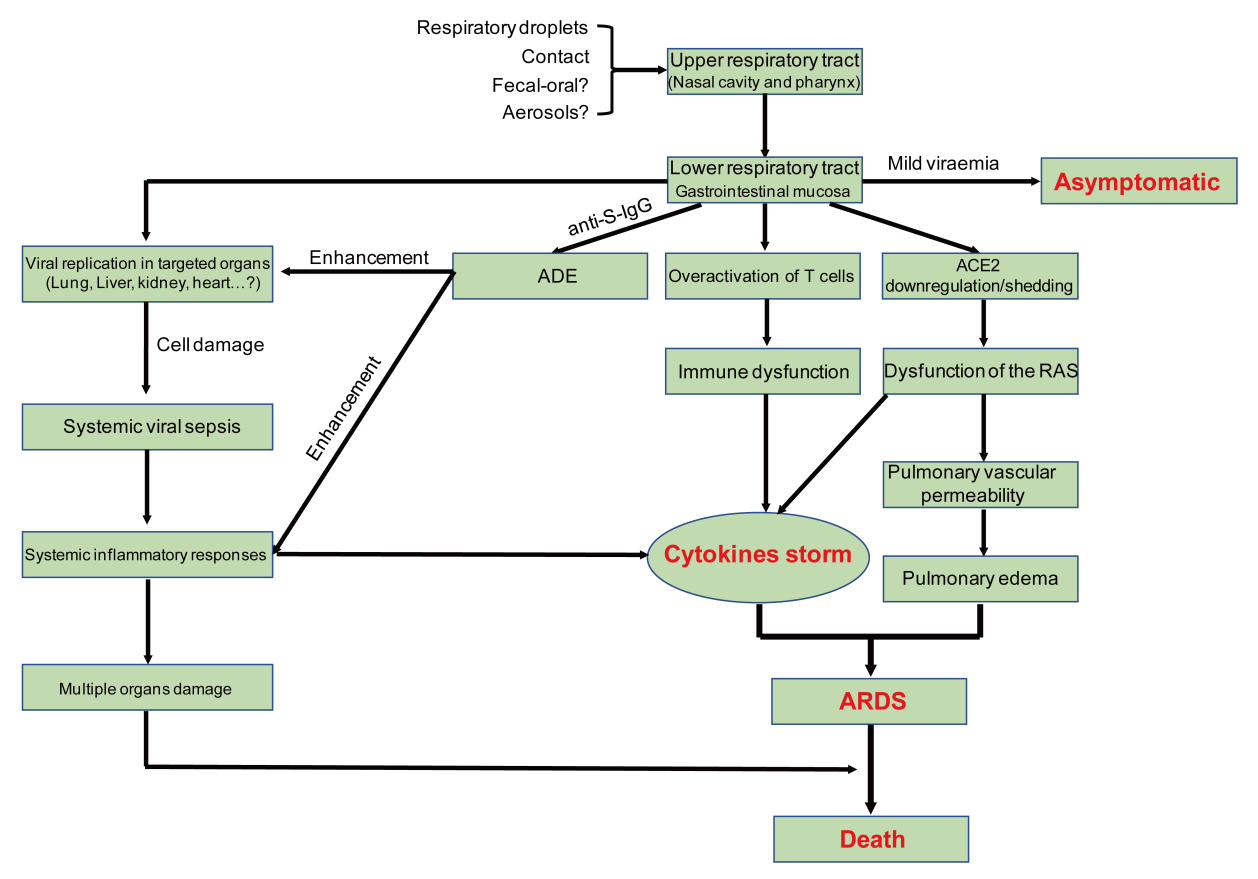 Respiratory droplets
Contact
Fecal-oral?
Aerosols?
Upper respiratory tract
(Nasal cavity and pharynx)
Lower respiratory tract
Gastrointestinal mucosa
Mild viraemia
Asymptomatic
anti-S-IgG
Viral replication in targeted organs
(Lung, Liver, kidney, heart…?)
Enhancement
ADE
Overactivation of T cells
ACE2
downregulation/shedding
Cell damage
Enhancement
Immune dysfunction
Dysfunction of the RAS
Systemic viral sepsis
Pulmonary vascular
permeability
Systemic inflammatory responses
Cytokines storm
Pulmonary edema
Multiple organs damage
ARDS
Death